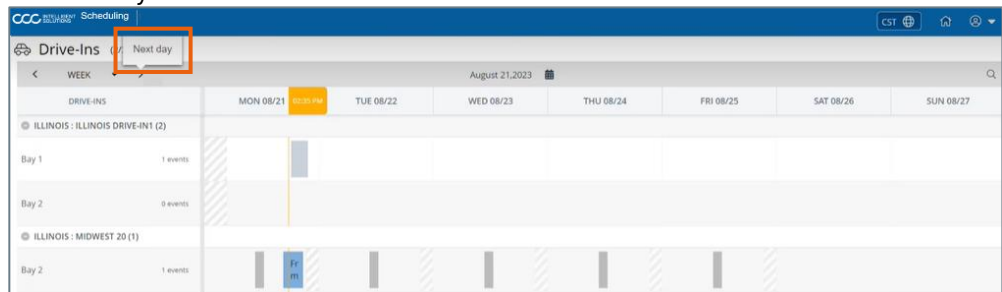 CCC INTELLIGENT SOLUTIONS Scheduling
CST
Drive-Ins
Next day
WEEK
August 21,2023
DRIVE-INS
MON 08/21
TUE 08/22
WED 08/23
THU 08/24
FRI 08/25
SAT 08/26
SUN 08/27
ILLINOIS : ILLINOIS DRIVE-IN1 (2)
Bay 1
1 events
Bay 2
0 events
ILLINOIS : MIDWEST 20 (1)
Bay 2
1 events
Fr
m